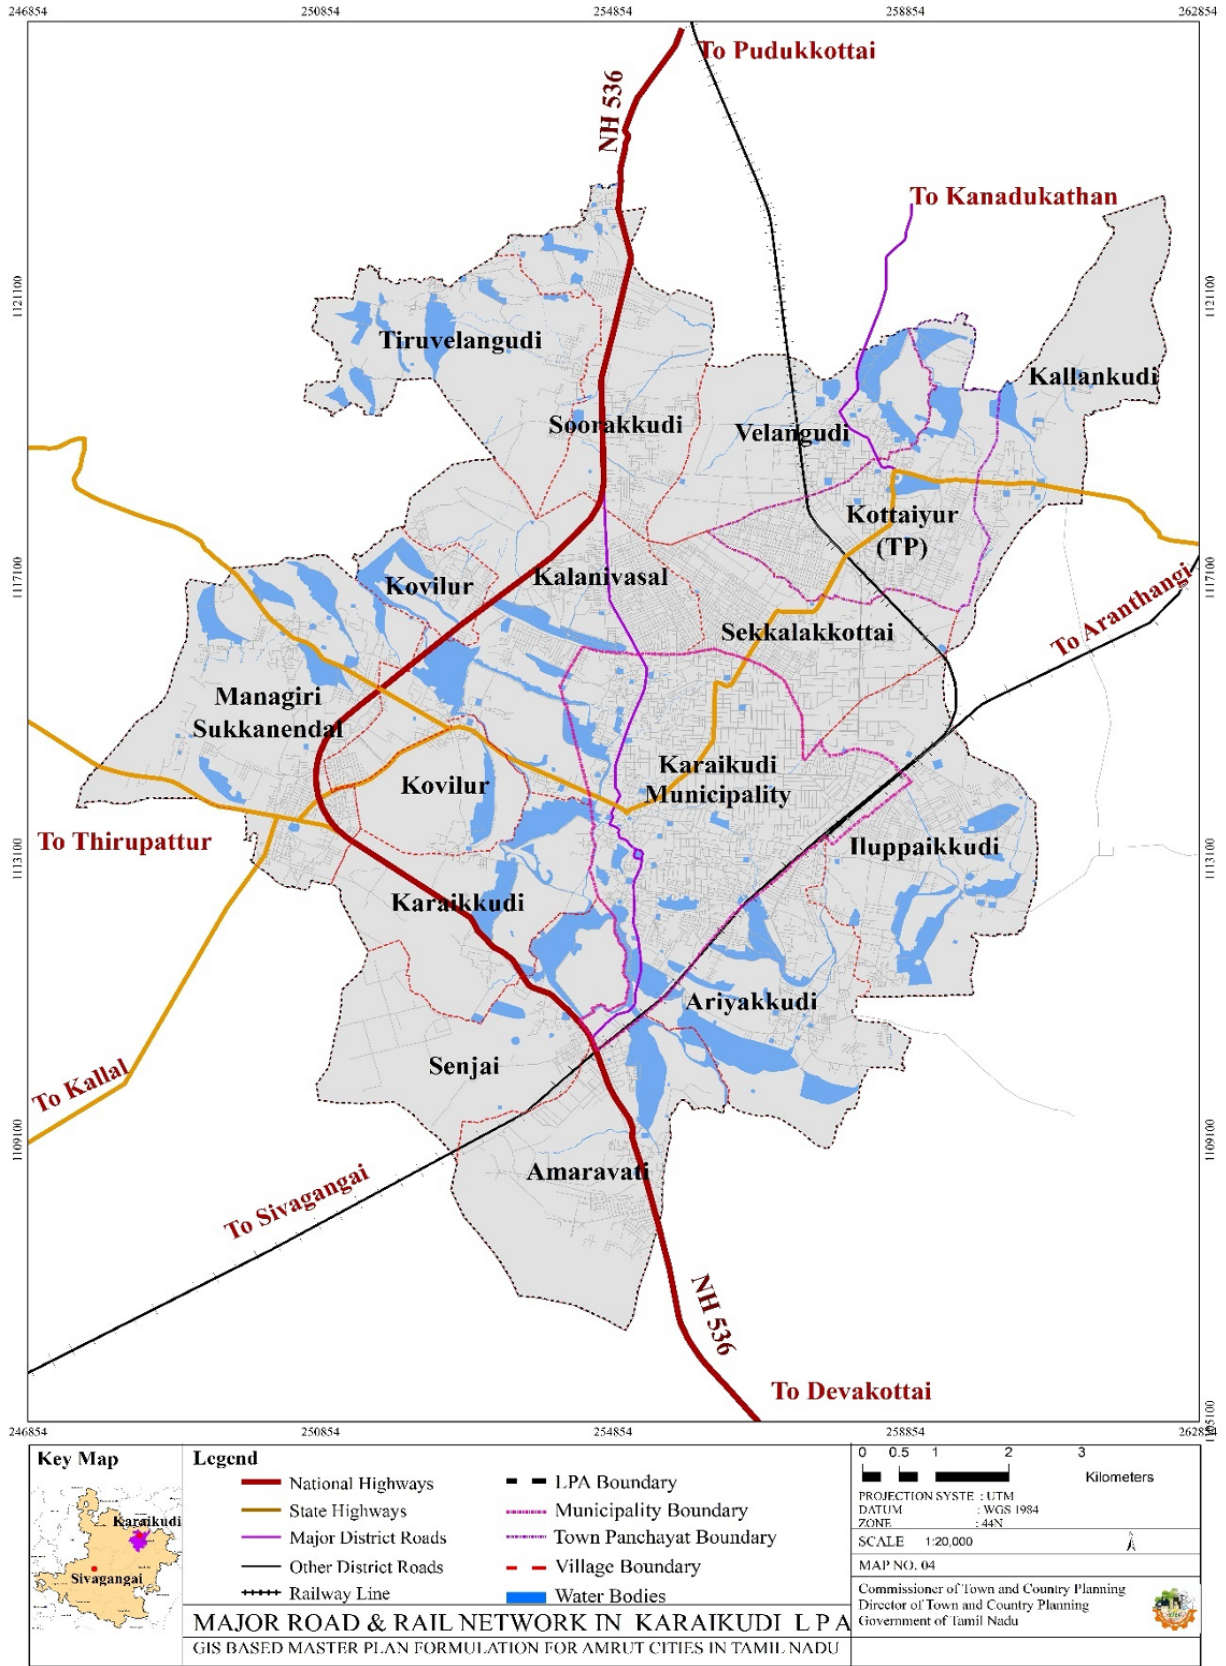 246854 250854 254854 258854 262854
To Pudukkottai
NH 536
To Kanadukathan
1121100
1121100
Tiruvelangudi
Kallankudi
Soorakkudi
Velangudi
Kottaiyur
(TP)
1117100
1117100
Kovilur
Kalanivasal
To Aranthangi
Sekkalakkottai
Managiri
Sukkanendal
Karaikudi
Municipality
Kovilur
To Thirupattur
Iluppaikkudi
1113100
1113100
Karaikkudi
Ariyakkudi
Senjai
To Kallal
1109100
1109100
Amaravati
To Sivagangai
NH 536
To Devakottai
1105100
246854 250854 254854 258854 262854
Key Map
Karaikudi
Sivagangai
Legend
National Highways
State Highways
Major District Roads
Other District Roads
Railway Line
LPA Boundary
Municipality Boundary
Town Panchayat Boundary
Village Boundary
Water Bodies
0 0.5 1 2 3
Kilometers
PROJECTION SYSTE : UTM
DATUM : WGS 1984
ZONE : 44N
SCALE 1:20,000
MAP NO. 04
Commissioner of Town and Country Planning
Director of Town and Country Planning
Government of Tamil Nadu
MAJOR ROAD & RAIL NETWORK IN KARAIKUDI L P A
GIS BASED MASTER PLAN FORMULATION FOR AMRUT CITIES IN TAMIL NADU